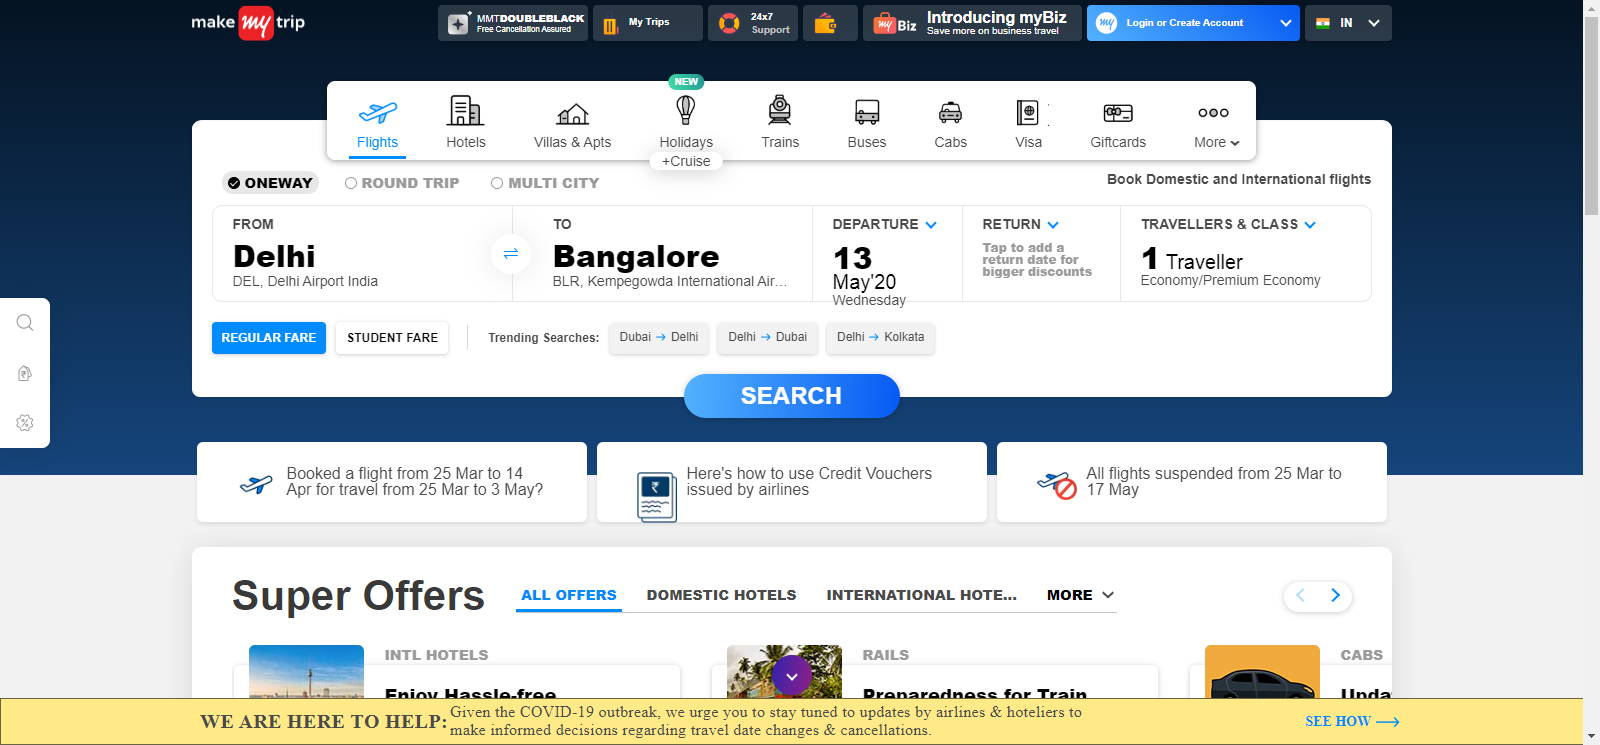 make my trip
MMTDOUBLEBLACK
Free Cancellation Assured
My Trips
24x7
Support
my Biz
Introducing myBiz
Save more on business travel
my
Login or Create Account
IN
NEW
Flights
Hotels
Villas & Apts
Holidays
+Cruise
Trains
Buses
Cabs
Visa
Giftcards
More
ONEWAY
ROUND TRIP
MULTI CITY
Book Domestic and International flights
FROM
Delhi
DEL, Delhi Airport India
TO
Bangalore
BLR, Kempegowda International Air...
DEPARTURE
13
May'20
Wednesday
RETURN
Tap to add a
return date for
bigger discounts
TRAVELLERS & CLASS
1 Traveller
Economy/Premium Economy
REGULAR FARE
STUDENT FARE
Trending Searches:
Dubai → Delhi
Delhi → Dubai
Delhi → Kolkata
SEARCH
Booked a flight from 25 Mar to 14
Apr for travel from 25 Mar to 3 May?
₹
Here's how to use Credit Vouchers
issued by airlines
All flights suspended from 25 Mar to
17 May
Super Offers
ALL OFFERS
DOMESTIC HOTELS
INTERNATIONAL HOTE...
MORE
INTL HOTELS
Enjoy Hassle-free
RAILS
Preparedness for Train
CABS
Upda
WE ARE HERE TO HELP:
Given the COVID-19 outbreak, we urge you to stay tuned to updates by airlines & hoteliers to
make informed decisions regarding travel date changes & cancellations.
SEE HOW